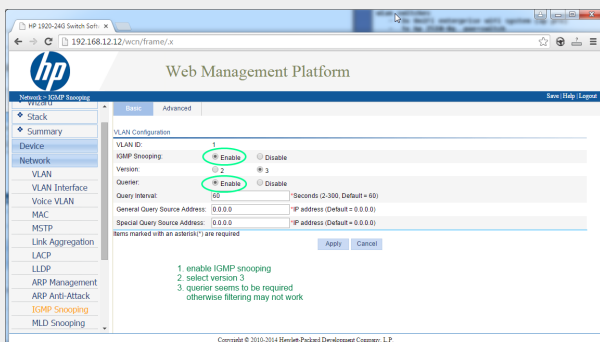 HP 1920-24G Switch Soft
192.168.12.12/wcn/frame/.x
hp
Web Management Platform
Network > IGMP Snooping
Save | Help | Logout
Wizard
Stack
Summary
Device
Network
VLAN
VLAN Interface
Voice VLAN
MAC
MSTP
Link Aggregation
LACP
LLDP
ARP Management
ARP Anti-Attack
IGMP Snooping
MLD Snooping
Basic Advanced
VLAN Configuration
VLAN ID: 1
IGMP Snooping: Enable Disable
Version: 2 3
Querier: Enable Disable
Query Interval: 60 *Seconds (2-300, Default = 60)
General Query Source Address: 0.0.0.0 *IP address (Default = 0.0.0.0)
Special Query Source Address: 0.0.0.0 *IP address (Default = 0.0.0.0)
Items marked with an asterisk(*) are required
Apply Cancel
1. enable IGMP snooping
2. select version 3
3. querier seems to be required
otherwise filtering may not work
Copyright © 2010-2014 Hewlett-Packard Development Company, L.P.